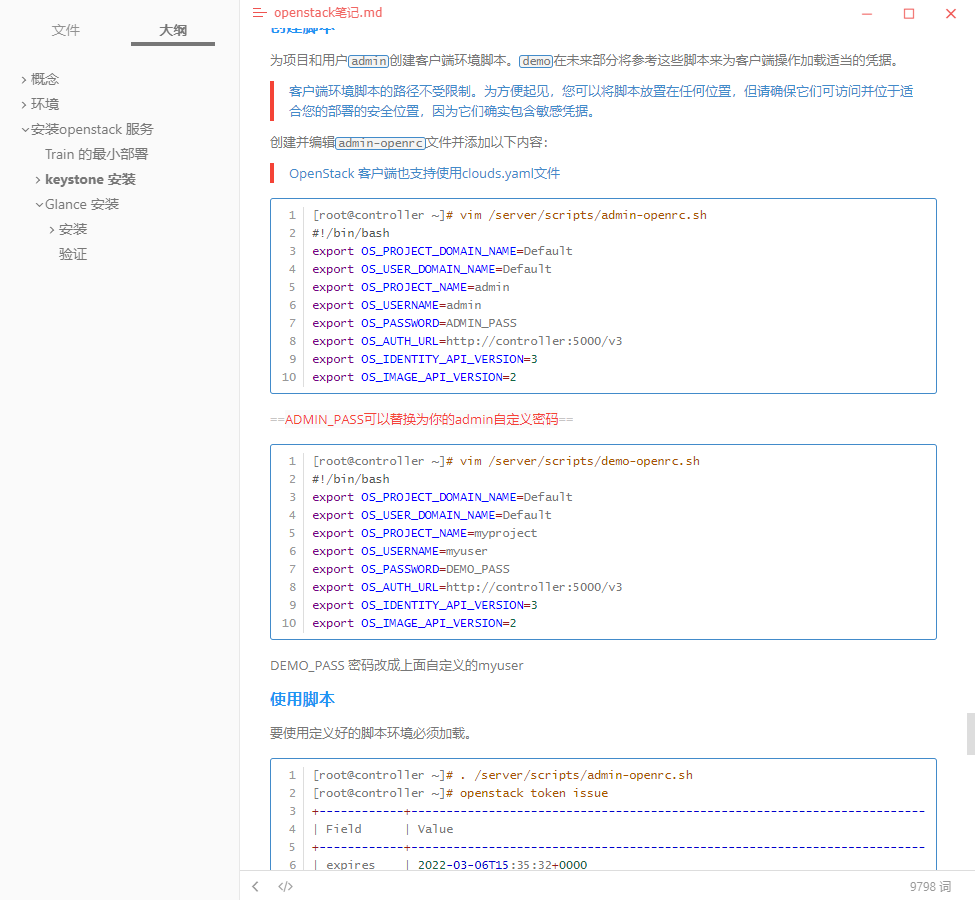 文件
大纲
概念
环境
安装openstack 服务
Train 的最小部署
keystone 安装
Glance 安装
安装
验证
openstack笔记.md
创建脚本
为项目和用户admin创建客户端环境脚本。demo在未来部分将参考这些脚本来为客户端操作加载适当的凭据。
客户端环境脚本的路径不受限制。为方便起见，您可以将脚本放置在任何位置，但请确保它们可访问并位于适
合您的部署的安全位置，因为它们确实包含敏感凭据。
创建并编辑admin-openrc文件并添加以下内容：
OpenStack 客户端也支持使用clouds.yaml文件
1 [root@controller ~]# vim /server/scripts/admin-openrc.sh
2 #!/bin/bash
3 export OS_PROJECT_DOMAIN_NAME=Default
4 export OS_USER_DOMAIN_NAME=Default
5 export OS_PROJECT_NAME=admin
6 export OS_USERNAME=admin
7 export OS_PASSWORD=ADMIN_PASS
8 export OS_AUTH_URL=http://controller:5000/v3
9 export OS_IDENTITY_API_VERSION=3
10 export OS_IMAGE_API_VERSION=2
==ADMIN_PASS可以替换为你的admin自定义密码==
1 [root@controller ~]# vim /server/scripts/demo-openrc.sh
2 #!/bin/bash
3 export OS_PROJECT_DOMAIN_NAME=Default
4 export OS_USER_DOMAIN_NAME=Default
5 export OS_PROJECT_NAME=myproject
6 export OS_USERNAME=myuser
7 export OS_PASSWORD=DEMO_PASS
8 export OS_AUTH_URL=http://controller:5000/v3
9 export OS_IDENTITY_API_VERSION=3
10 export OS_IMAGE_API_VERSION=2
DEMO_PASS 密码改成上面自定义的myuser
使用脚本
要使用定义好的脚本环境必须加载。
1 [root@controller ~]# . /server/scripts/admin-openrc.sh
2 [root@controller ~]# openstack token issue
3 +------------+--------------------------------------------------------------------------
4 | Field | Value
5 +------------+--------------------------------------------------------------------------
6 | expires | 2022-03-06T15:35:32+0000
9798 词